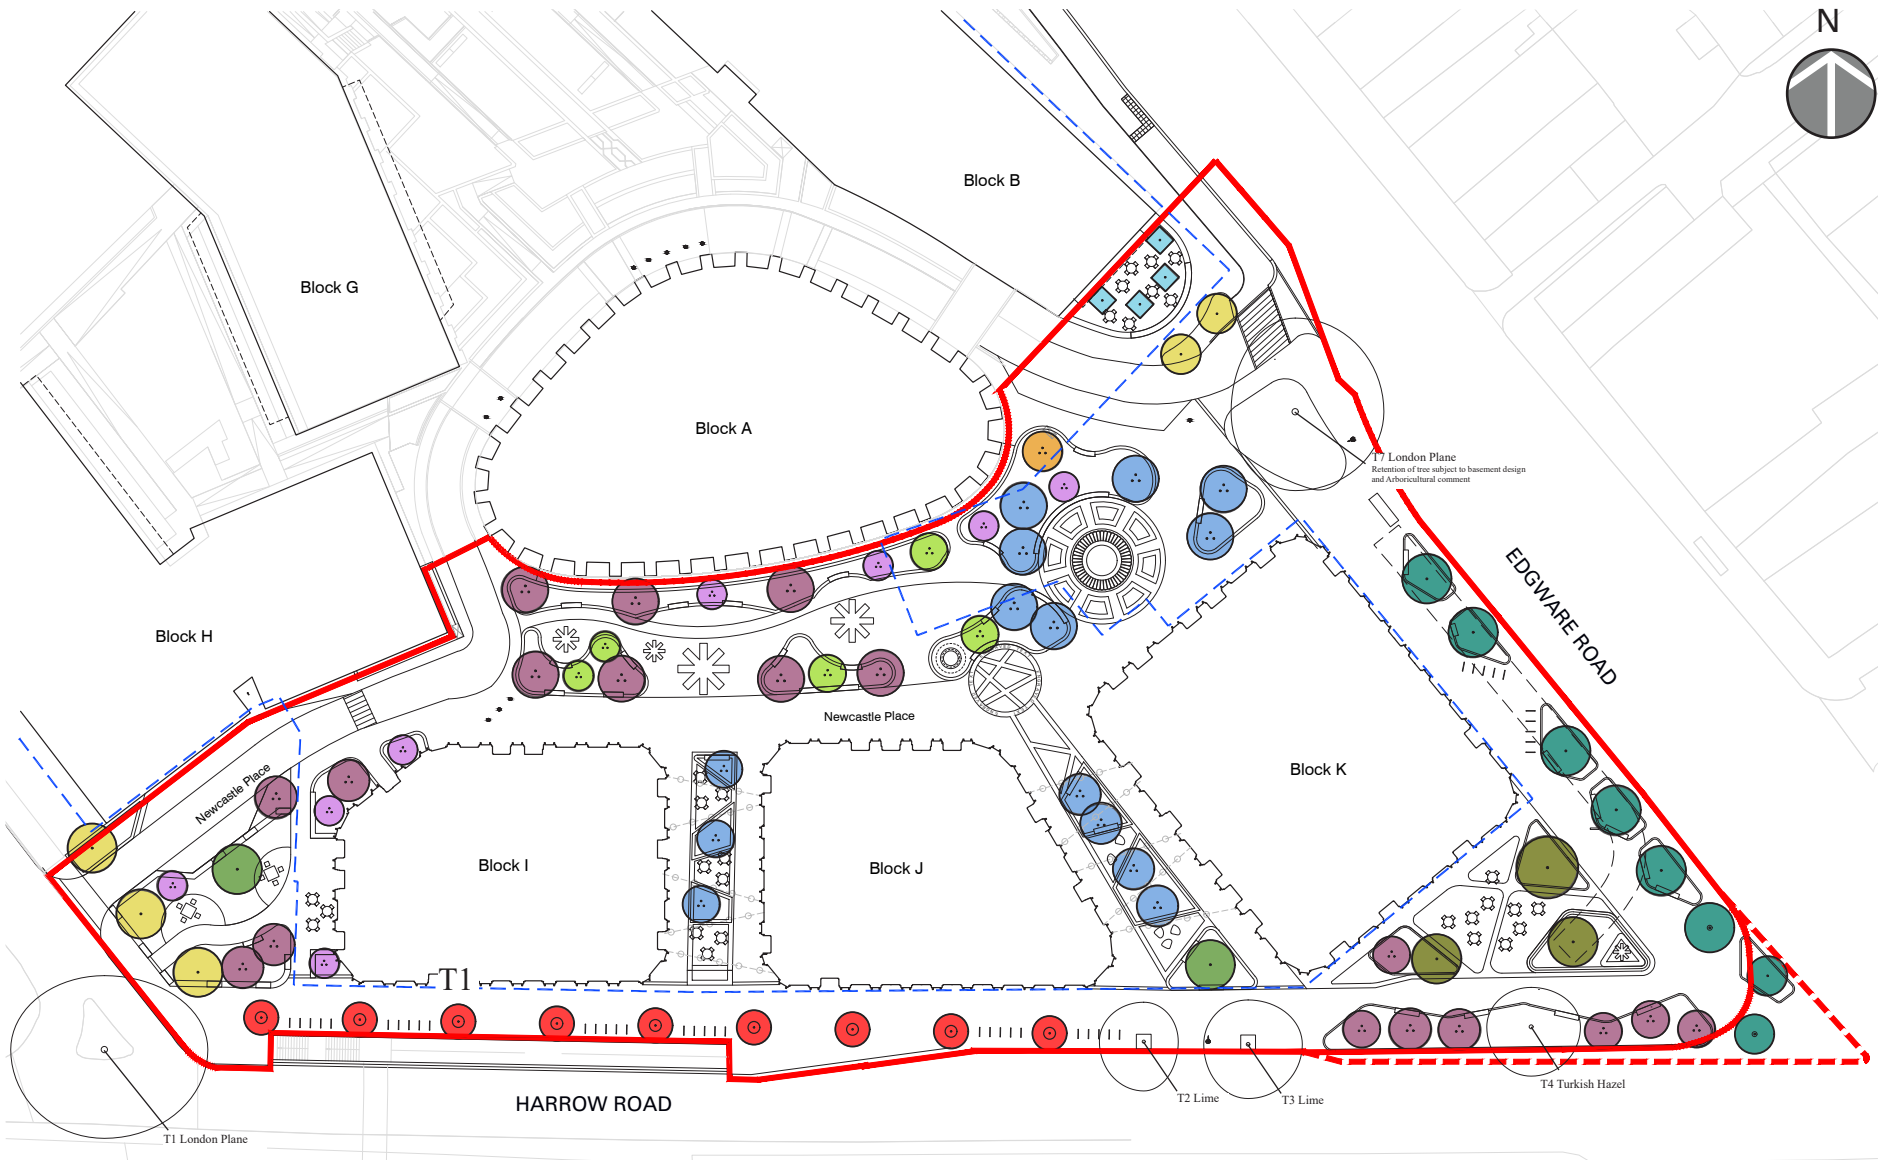 N
Block B
Block G
Block A
T7 London Plane
Retention of tree subject to basement design
and Arboricultural comment
EDGWARE ROAD
Block H
Newcastle Place
Block K
Newcastle Place
Block I
Block J
T1
T2 Lime
T3 Lime
T4 Turkish Hazel
HARROW ROAD
T1 London Plane